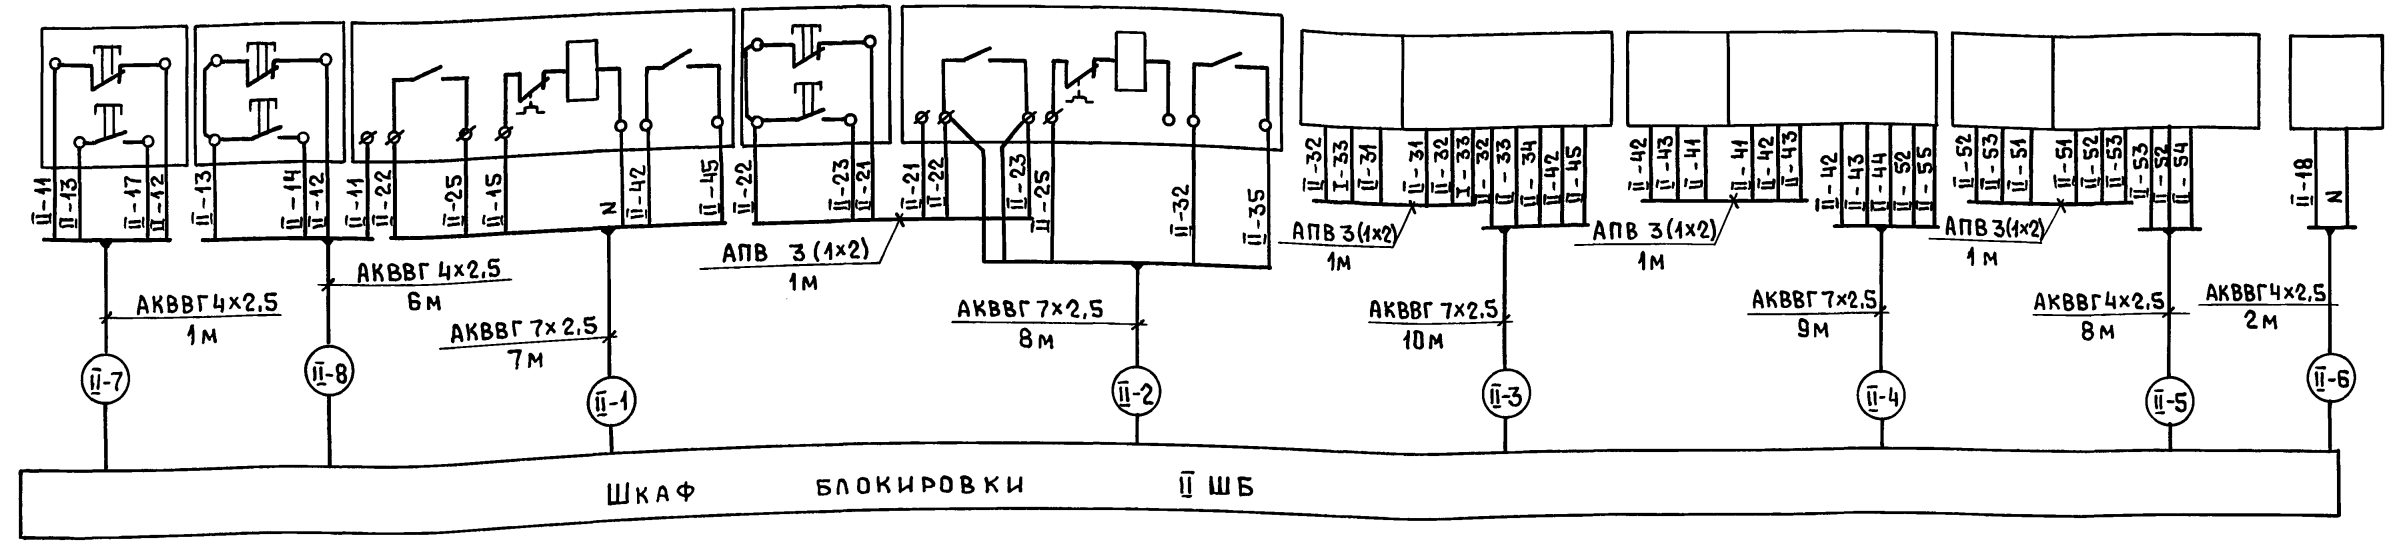 II-11
II-13
II-17
II-12
II-13
II-14
II-12
II-11
II-22
II-25
II-15
N
II-42
II-45
II-22
II-23
II-21
II-21
II-22
II-23
II-25
II-32
II-35
II-32
I-33
II-31
II-31
II-32
I-33
II-32
II-33
II-34
II-42
II-45
II-42
II-43
II-41
II-41
II-42
II-43
II-42
II-43
II-44
II-52
II-55
II-52
II-53
II-51
II-51
II-52
II-53
II-53
II-52
II-54
II-18
N
АПВ 3(1×2)
1м
АПВ 3(1×2)
1м
АПВ 3(1×2)
1м
АПВ 3(1×2)
1м
АКВВГ 4×2,5
1м
АКВВГ 4×2,5
6м
АКВВГ 7×2,5
7м
АКВВГ 7×2,5
8м
АКВВГ 7×2,5
10м
АКВВГ 7×2,5
9м
АКВВГ 4×2,5
8м
АКВВГ 4×2,5
2м
II-7
II-8
II-1
II-2
II-3
II-4
II-5
II-6
ШКАФ БЛОКИРОВКИ II ШБ